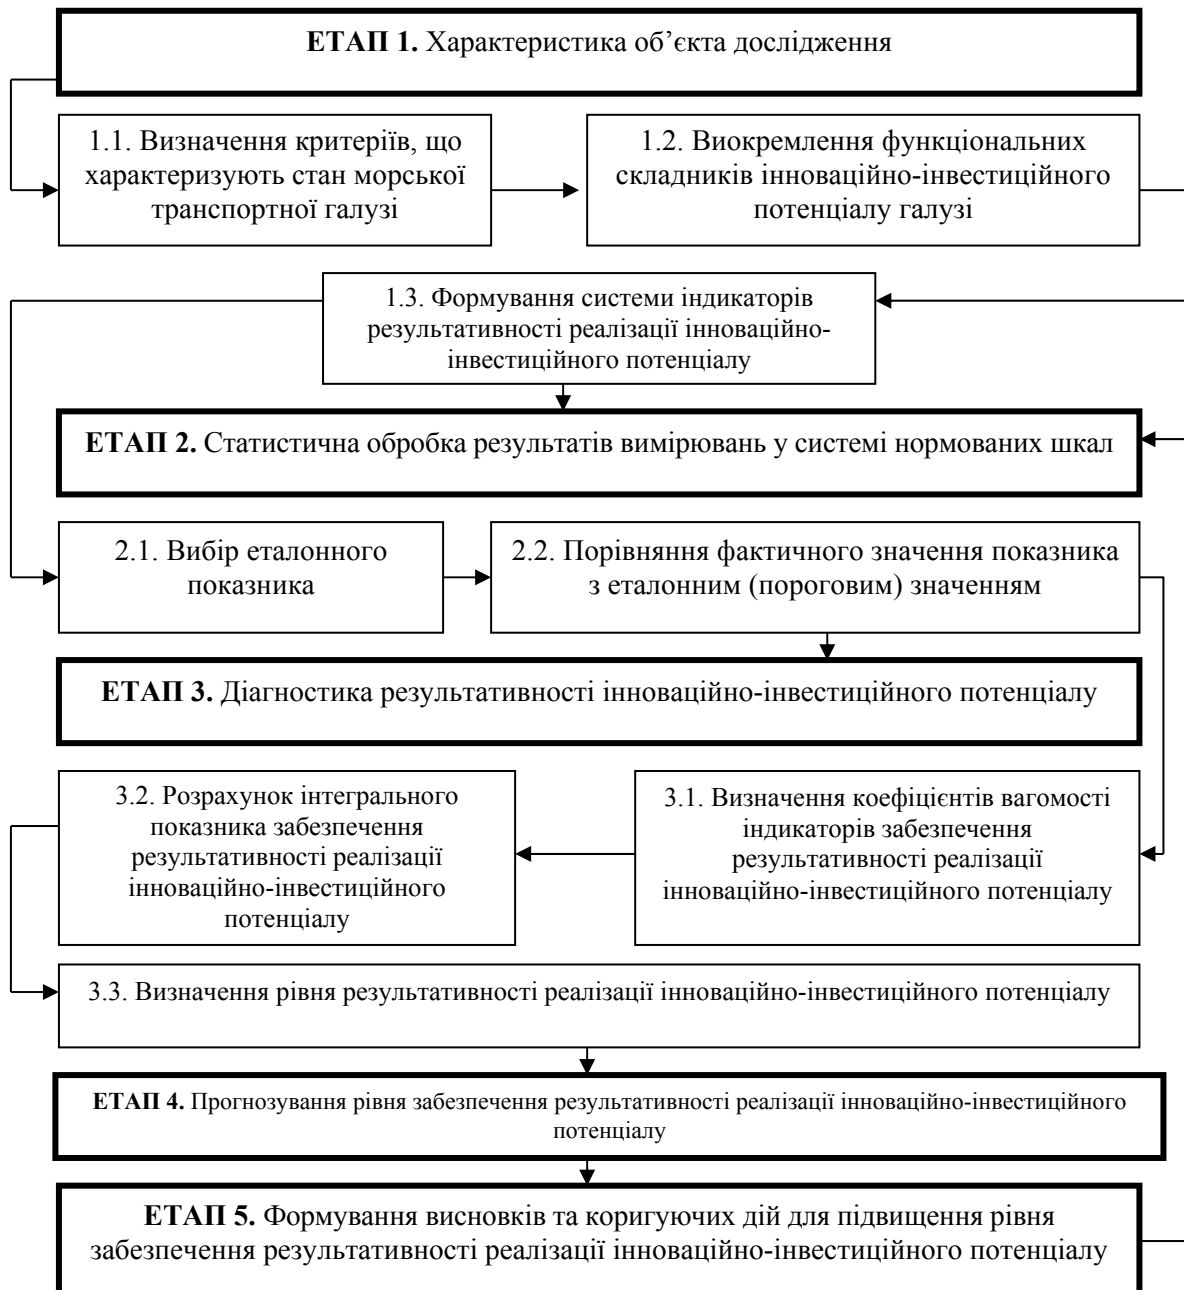 ЕТАП 1. Характеристика об’єкта дослідження
1.1. Визначення критеріїв, що
характеризують стан морської
транспортної галузі
1.2. Виокремлення функціональних
складників інноваційно-інвестиційного
потенціалу галузі
1.3. Формування системи індикаторів
результативності реалізації інноваційно-
інвестиційного потенціалу
ЕТАП 2. Статистична обробка результатів вимірювань у системі нормованих шкал
2.1. Вибір еталонного
показника
2.2. Порівняння фактичного значення показника
з еталонним (пороговим) значенням
ЕТАП 3. Діагностика результативності інноваційно-інвестиційного потенціалу
3.2. Розрахунок інтегрального
показника забезпечення
результативності реалізації
інноваційно-інвестиційного
потенціалу
3.1. Визначення коефіцієнтів вагомості
індикаторів забезпечення
результативності реалізації
інноваційно-інвестиційного потенціалу
3.3. Визначення рівня результативності реалізації інноваційно-інвестиційного потенціалу
ЕТАП 4. Прогнозування рівня забезпечення результативності реалізації інноваційно-інвестиційного
потенціалу
ЕТАП 5. Формування висновків та коригуючих дій для підвищення рівня
забезпечення результативності реалізації інноваційно-інвестиційного потенціалу